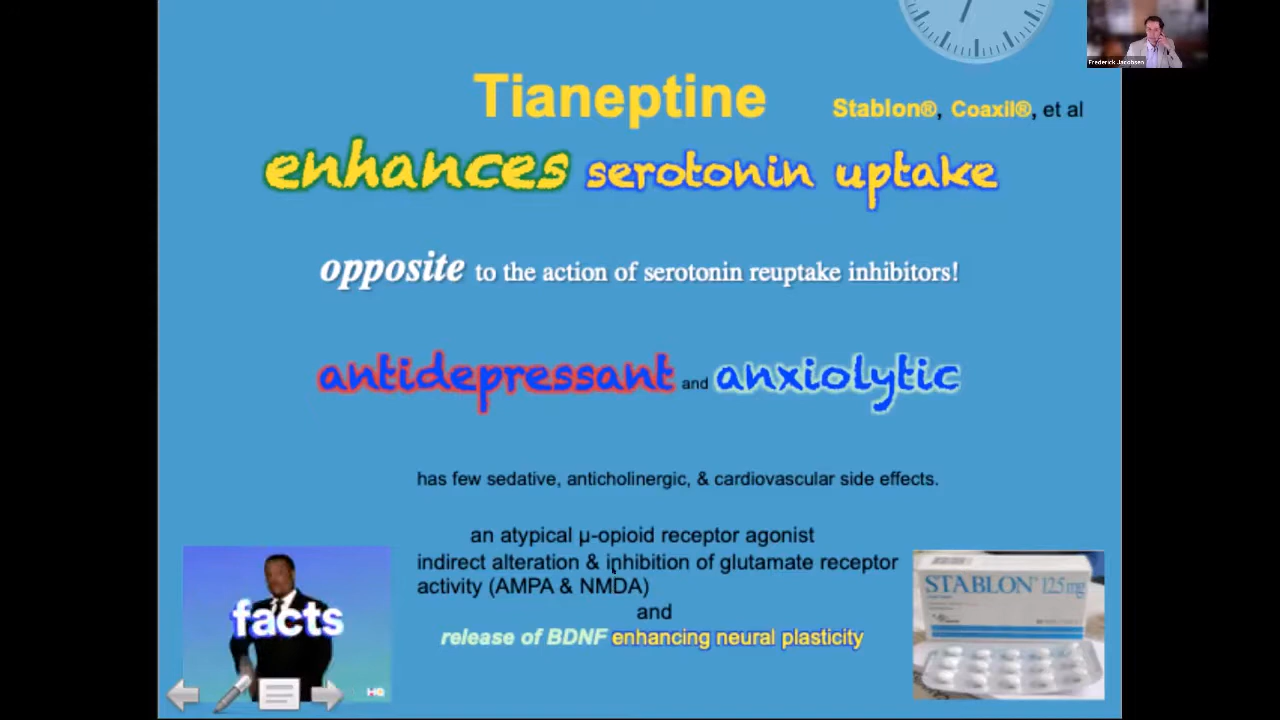 Frederick Jacobsen
Tianeptine
Stablon®, Coaxil®, et al
enhances serotonin uptake
opposite to the action of serotonin reuptake inhibitors!
antidepressant and anxiolytic
has few sedative, anticholinergic, & cardiovascular side effects.
an atypical µ-opioid receptor agonist
indirect alteration & inhibition of glutamate receptor
activity (AMPA & NMDA)
and
release of BDNF enhancing neural plasticity
facts
HQ
STABLON 12.5 mg